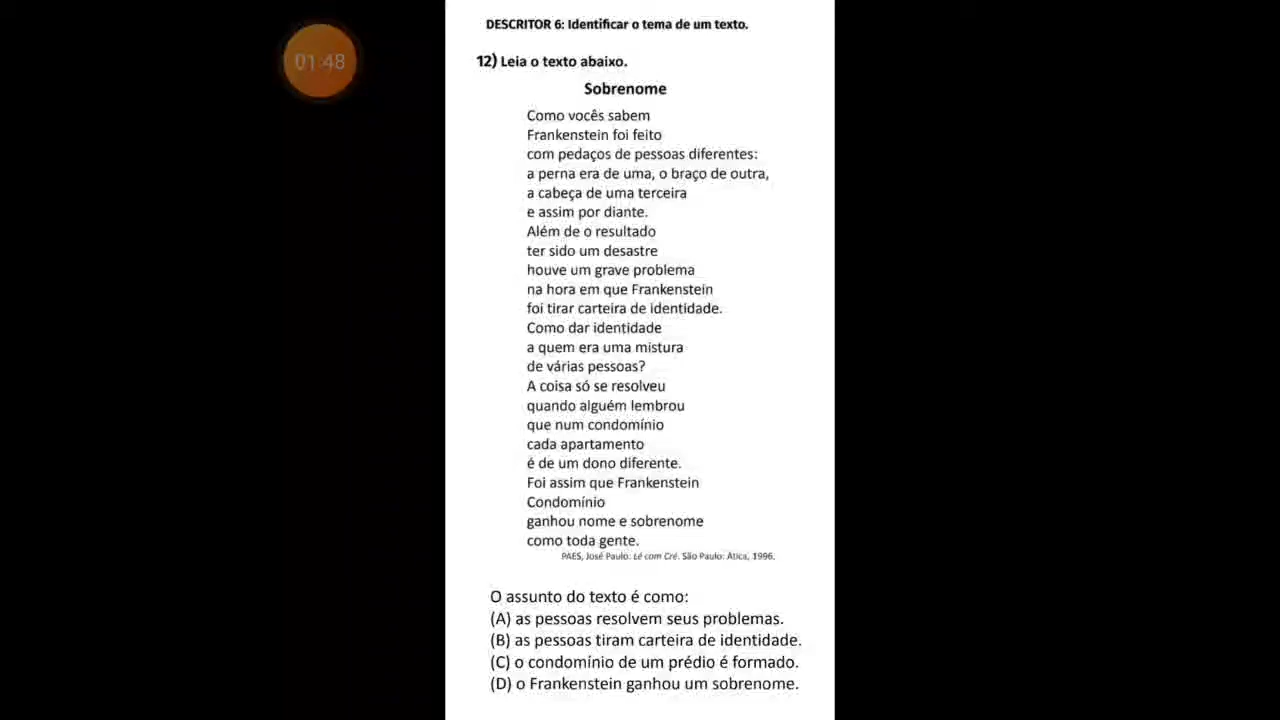 01:48
DESCRITOR 6: Identificar o tema de um texto.
12) Leia o texto abaixo.
Sobrenome
Como vocês sabem
Frankenstein foi feito
com pedaços de pessoas diferentes:
a perna era de uma, o braço de outra,
a cabeça de uma terceira
e assim por diante.
Além de o resultado
ter sido um desastre
houve um grave problema
na hora em que Frankenstein
foi tirar carteira de identidade.
Como dar identidade
a quem era uma mistura
de várias pessoas?
A coisa só se resolveu
quando alguém lembrou
que num condomínio
cada apartamento
é de um dono diferente.
Foi assim que Frankenstein
Condomínio
ganhou nome e sobrenome
como toda gente.
PAES, José Paulo. Lé com Cré. São Paulo: Ática, 1996.
O assunto do texto é como:
(A) as pessoas resolvem seus problemas.
(B) as pessoas tiram carteira de identidade.
(C) o condomínio de um prédio é formado.
(D) o Frankenstein ganhou um sobrenome.